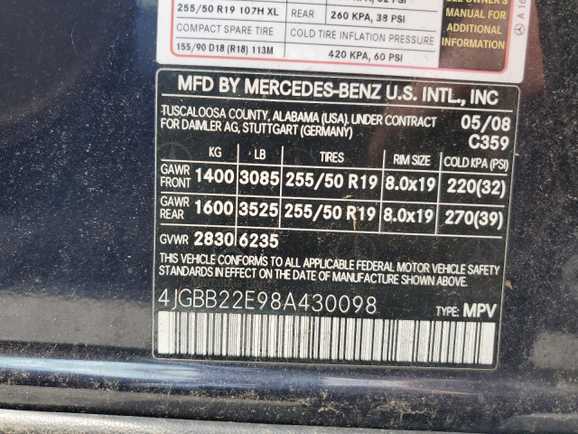 255/50 R19 107H XL
REAR
260 KPA, 38 PSI
COMPACT SPARE TIRE
COLD TIRE INFLATION PRESSURE
155/90 D18 (R18) 113M
420 KPA, 60 PSI
SEE OWNER'S
MANUAL FOR
ADDITIONAL
INFORMATION
A 16
MFD BY MERCEDES-BENZ U.S. INTL., INC
TUSCALOOSA COUNTY, ALABAMA (USA), UNDER CONTRACT 05/08
FOR DAIMLER AG, STUTTGART (GERMANY) C359
KG LB TIRES RIM SIZE COLD KPA (PSI)
GAWR
FRONT 1400 3085 255/50 R19 8.0x19 220(32)
GAWR
REAR 1600 3525 255/50 R19 8.0x19 270(39)
GVWR 2830 6235
THIS VEHICLE CONFORMS TO ALL APPLICABLE FEDERAL MOTOR VEHICLE SAFETY
STANDARDS IN EFFECT ON THE DATE OF MANUFACTURE SHOWN ABOVE.
4JGBB22E98A430098 TYPE: MPV